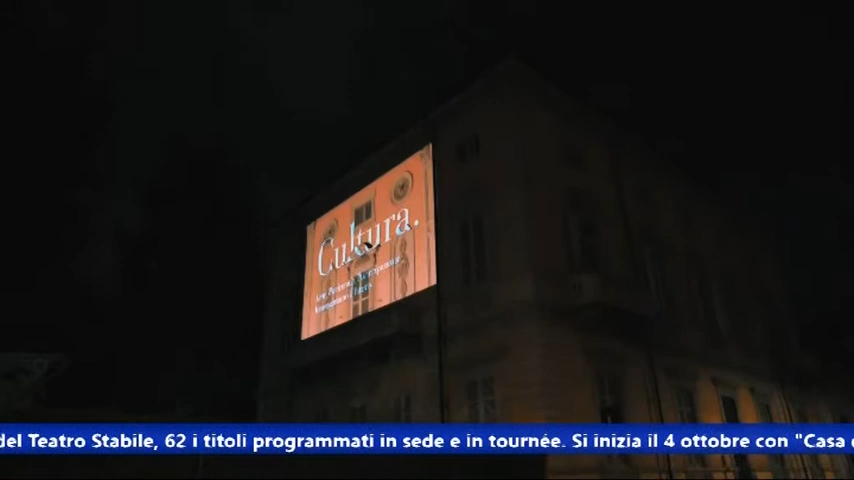 Cultura.
del Teatro Stabile, 62 i titoli programmati in sede e in tournée. Si inizia il 4 ottobre con "Casa